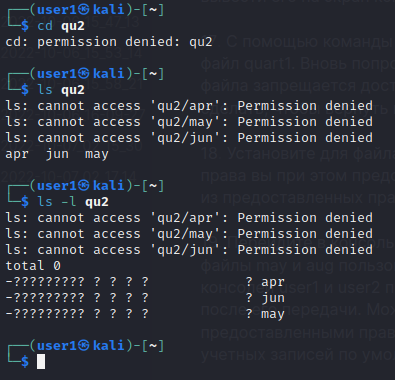 ┌──(user1㉿kali)-[~]
└─$ cd qu2
cd: permission denied: qu2
┌──(user1㉿kali)-[~]
└─$ ls qu2
ls: cannot access 'qu2/apr': Permission denied
ls: cannot access 'qu2/may': Permission denied
ls: cannot access 'qu2/jun': Permission denied
apr  jun  may
┌──(user1㉿kali)-[~]
└─$ ls -l qu2
ls: cannot access 'qu2/apr': Permission denied
ls: cannot access 'qu2/may': Permission denied
ls: cannot access 'qu2/jun': Permission denied
total 0
-????????? ? ? ? ?            ? apr
-????????? ? ? ? ?            ? jun
-????????? ? ? ? ?            ? may
┌──(user1㉿kali)-[~]
└─$